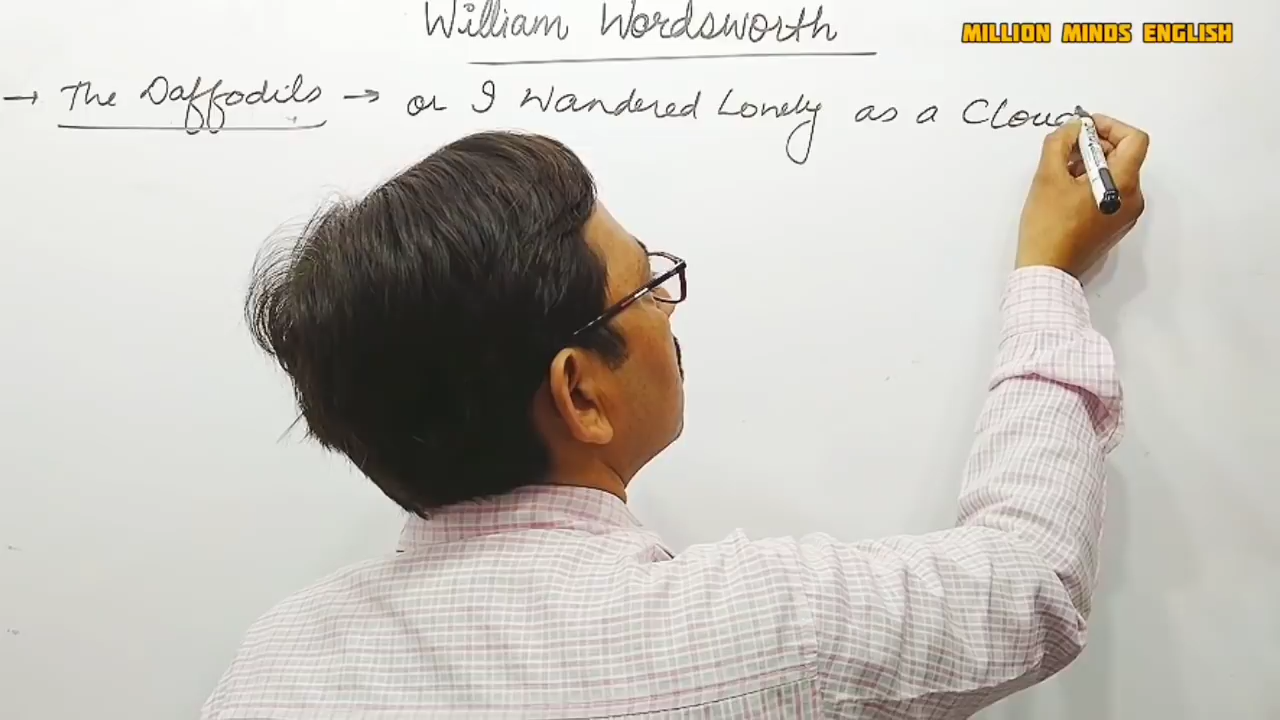 William Wordsworth
MILLION MINDS ENGLISH
→ The Daffodils → or I Wandered Lonely as a Cloud